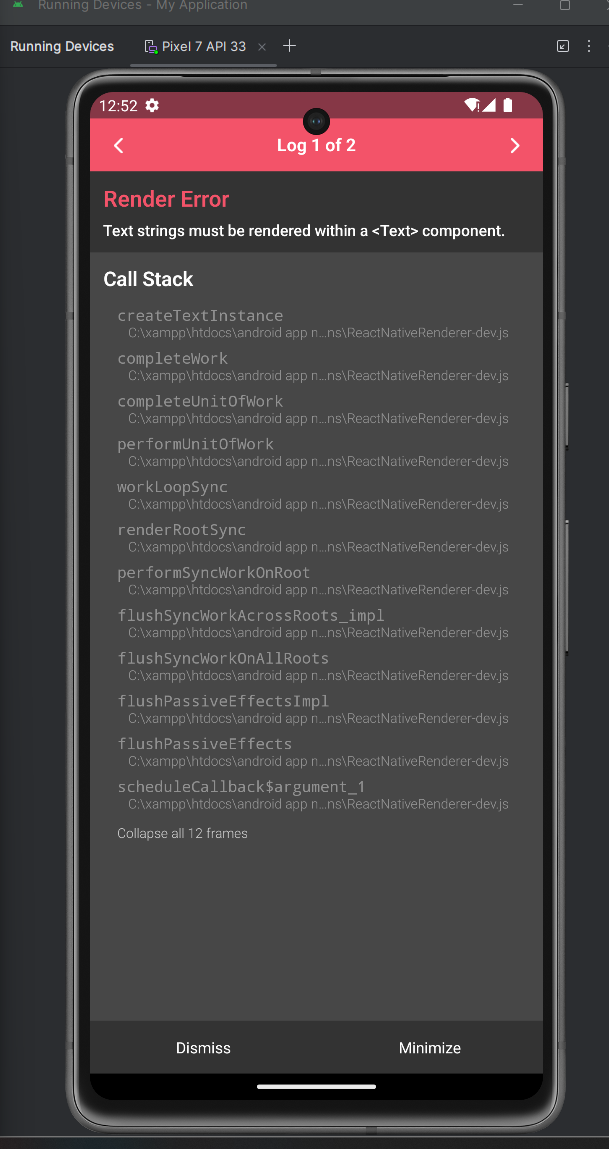 Running Devices - My Application
Running Devices
Pixel 7 API 33
12:52
Log 1 of 2
Render Error
Text strings must be rendered within a <Text> component.
Call Stack
createTextInstance
C:\xampp\htdocs\android app n...ns\ReactNativeRenderer-dev.js
completeWork
C:\xampp\htdocs\android app n...ns\ReactNativeRenderer-dev.js
completeUnitOfWork
C:\xampp\htdocs\android app n...ns\ReactNativeRenderer-dev.js
performUnitOfWork
C:\xampp\htdocs\android app n...ns\ReactNativeRenderer-dev.js
workLoopSync
C:\xampp\htdocs\android app n...ns\ReactNativeRenderer-dev.js
renderRootSync
C:\xampp\htdocs\android app n...ns\ReactNativeRenderer-dev.js
performSyncWorkOnRoot
C:\xampp\htdocs\android app n...ns\ReactNativeRenderer-dev.js
flushSyncWorkAcrossRoots_impl
C:\xampp\htdocs\android app n...ns\ReactNativeRenderer-dev.js
flushSyncWorkOnAllRoots
C:\xampp\htdocs\android app n...ns\ReactNativeRenderer-dev.js
flushPassiveEffectsImpl
C:\xampp\htdocs\android app n...ns\ReactNativeRenderer-dev.js
flushPassiveEffects
C:\xampp\htdocs\android app n...ns\ReactNativeRenderer-dev.js
scheduleCallback$argument_1
C:\xampp\htdocs\android app n...ns\ReactNativeRenderer-dev.js
Collapse all 12 frames
Dismiss
Minimize